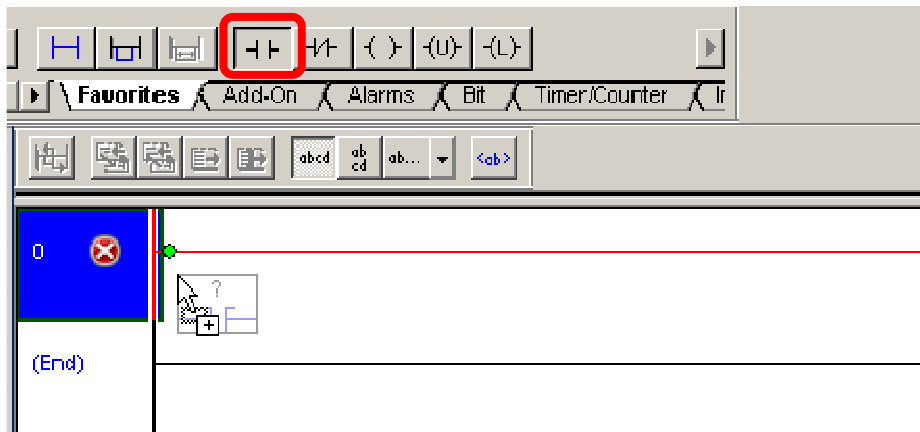 (U) (L)
Favorites Add-On Alarms Bit Timer/Counter
abcd ab cd ab... <ab>
0
?
(End)